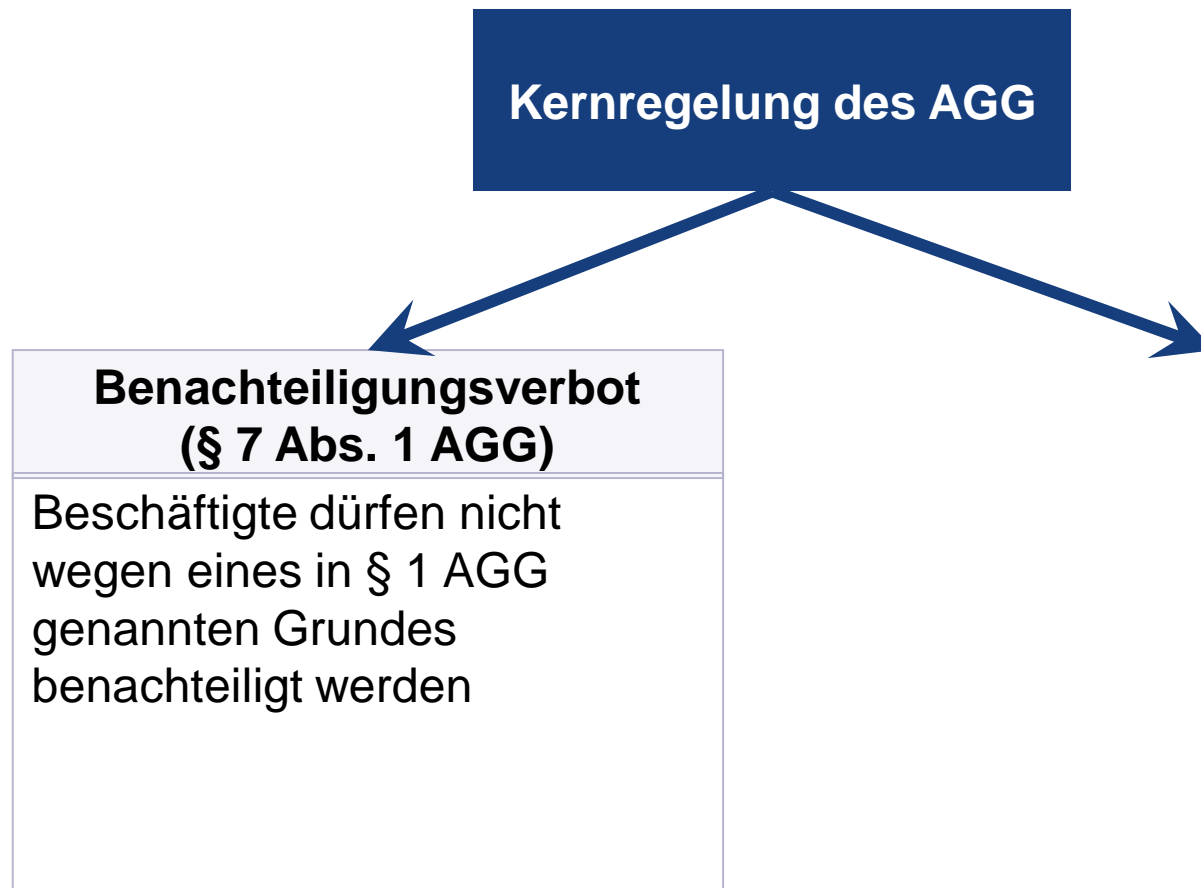 Kernregelung des AGG
Benachteiligungsverbot
(§ 7 Abs. 1 AGG)
Beschäftigte dürfen nicht
wegen eines in § 1 AGG
genannten Grundes
benachteiligt werden